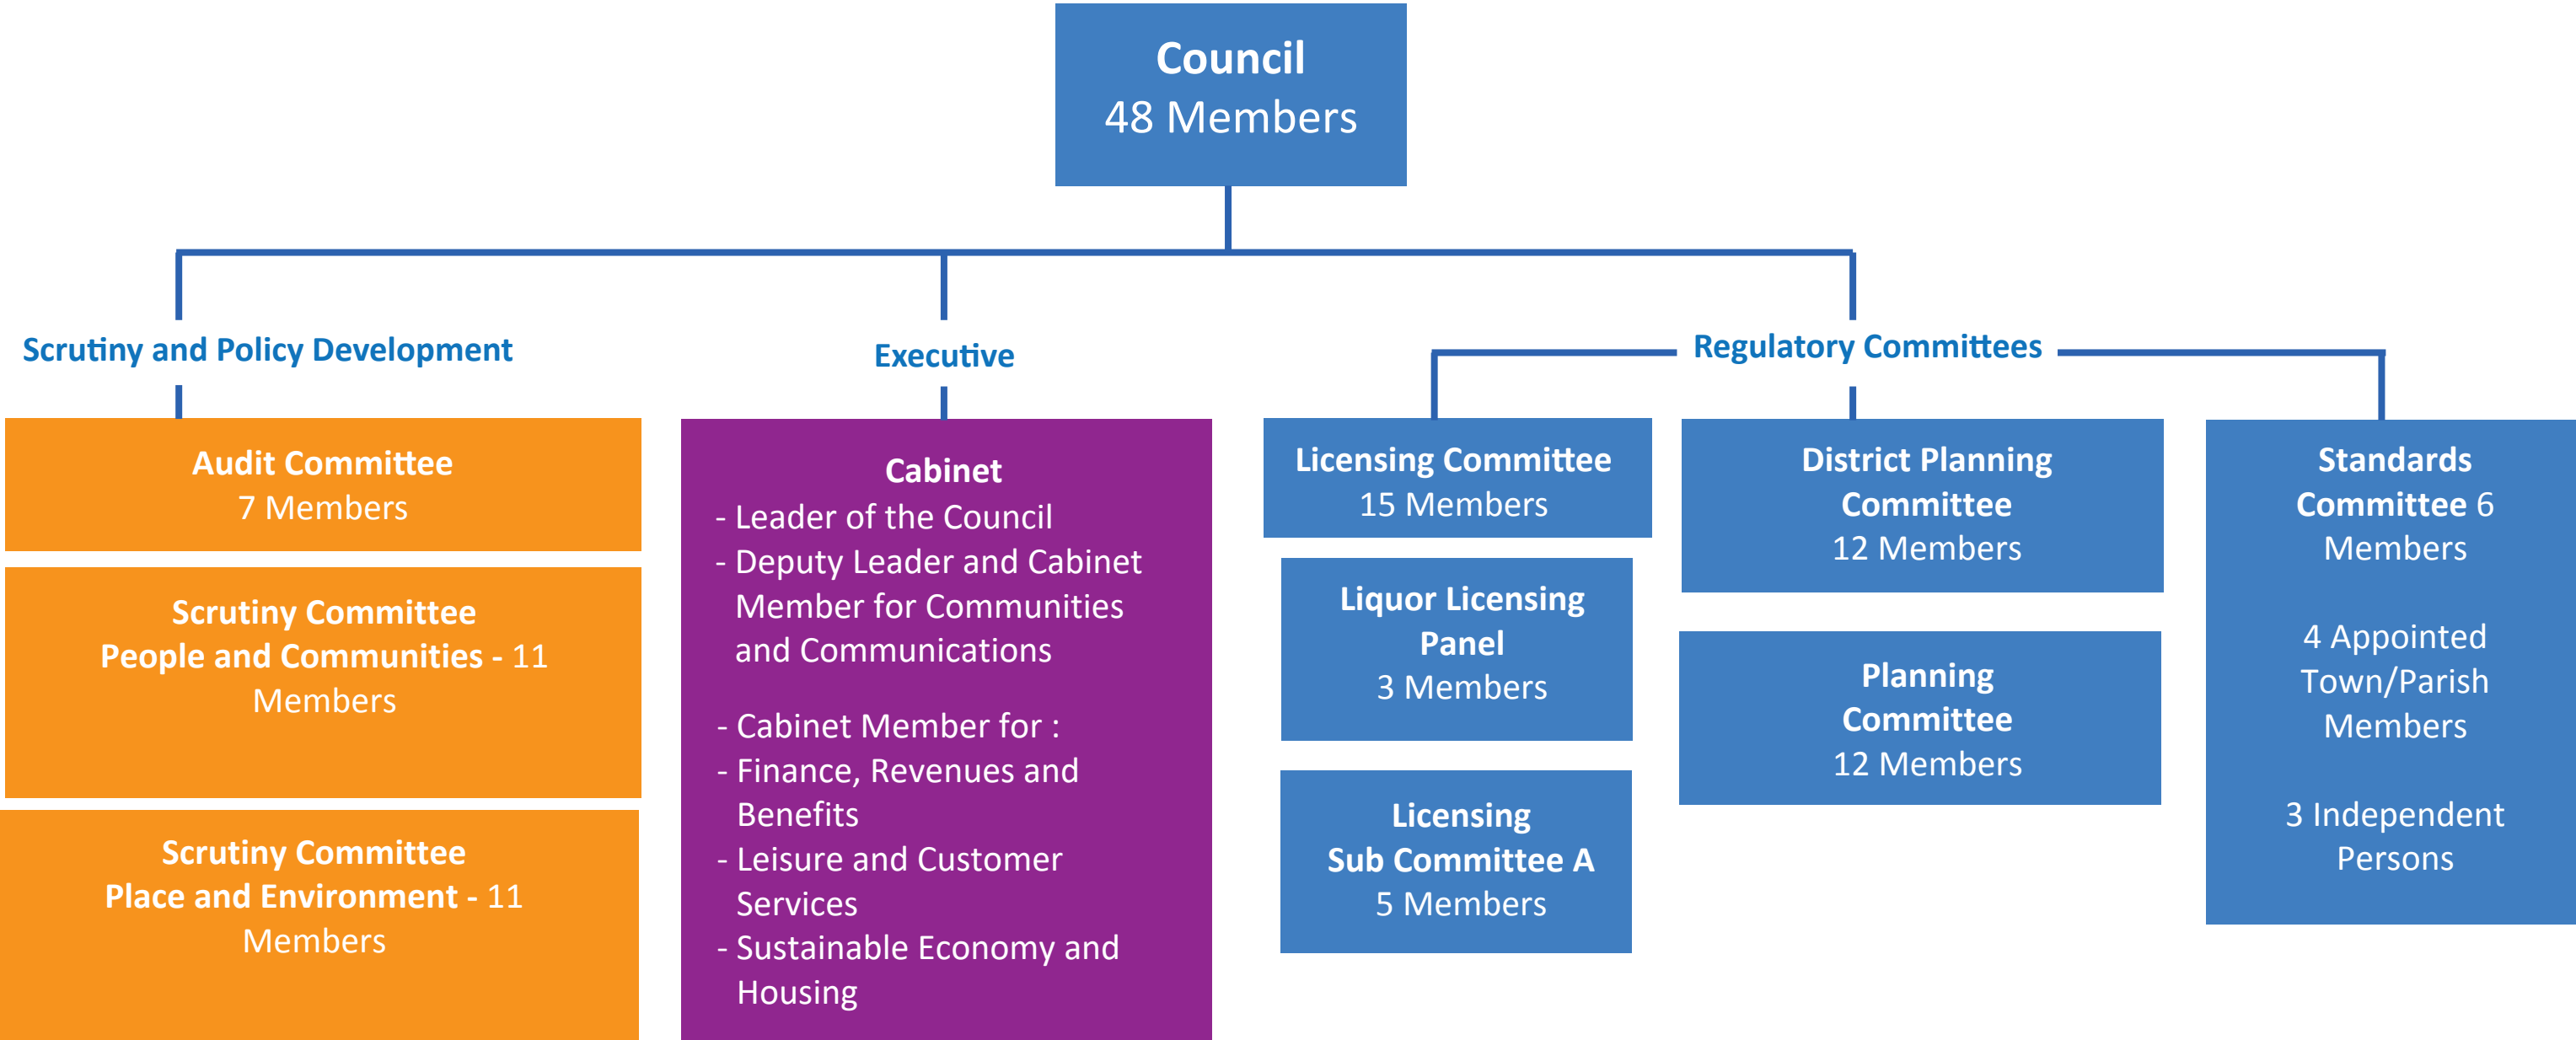 Council
48 Members
Scrutiny and Policy Development
Executive
Regulatory Committees
Audit Committee
7 Members
Scrutiny Committee
People and Communities - 11
Members
Scrutiny Committee
Place and Environment - 11
Members
Cabinet
- Leader of the Council
- Deputy Leader and Cabinet
Member for Communities
and Communications
- Cabinet Member for :
- Finance, Revenues and
Benefits
- Leisure and Customer
Services
- Sustainable Economy and
Housing
Licensing Committee
15 Members
Liquor Licensing
Panel
3 Members
Licensing
Sub Committee A
5 Members
District Planning
Committee
12 Members
Planning
Committee
12 Members
Standards
Committee 6
Members
4 Appointed
Town/Parish
Members
3 Independent
Persons